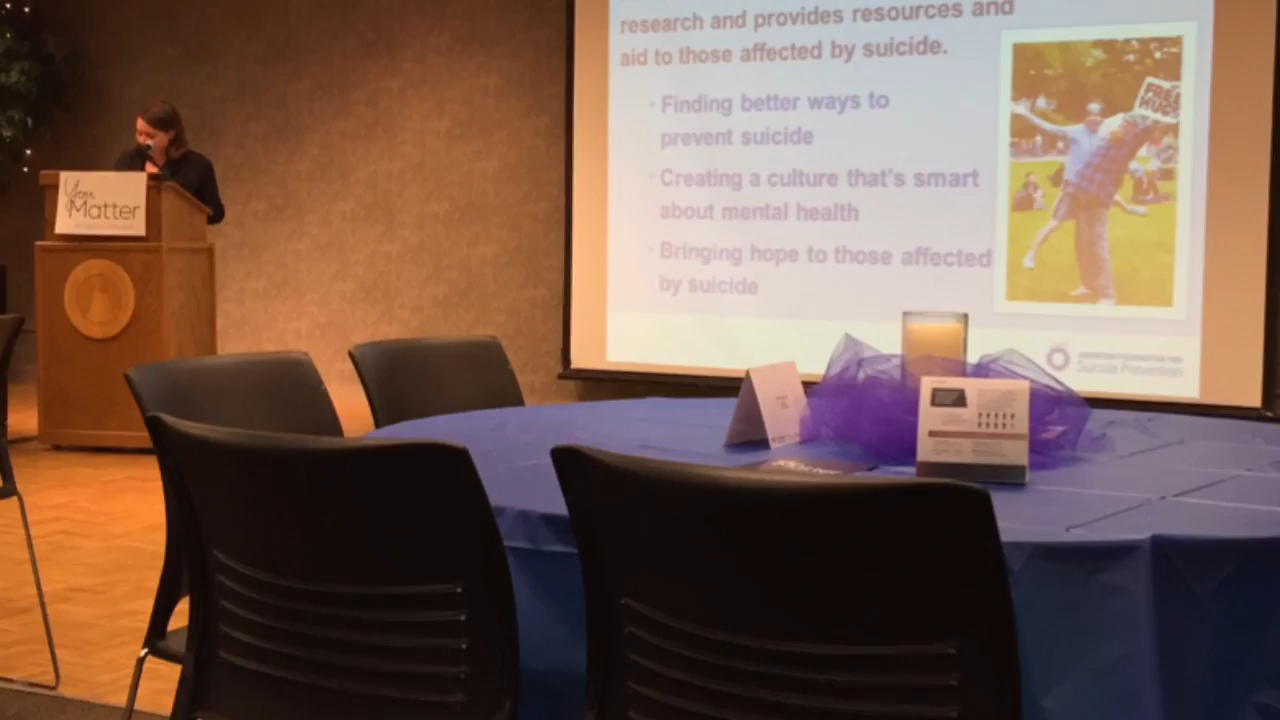 research and provides resources and
aid to those affected by suicide.
• Finding better ways to
prevent suicide
• Creating a culture that's smart
about mental health
• Bringing hope to those affected
by suicide
FREE
HUGS
Suicide Prevention
You
Matter